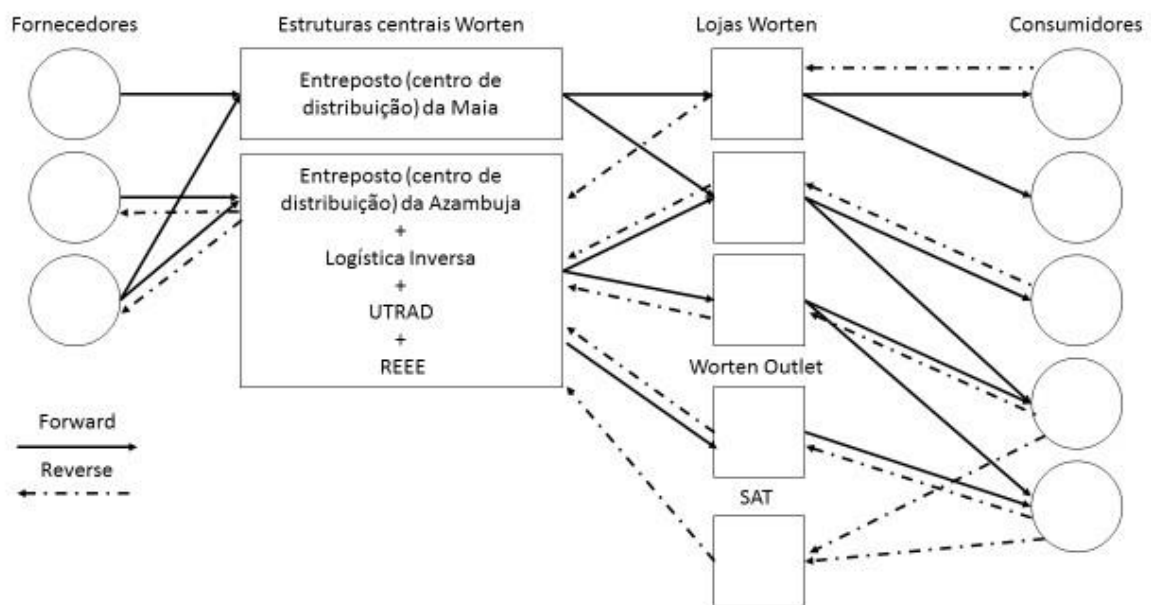 Fornecedores
Estruturas centrais Worten
Lojas Worten
Consumidores
Entreposto (centro de
distribuição) da Maia
Entreposto (centro de
distribuição) da Azambuja
+
Logística Inversa
+
UTRAD
+
REEE
Worten Outlet
SAT
Forward
Reverse